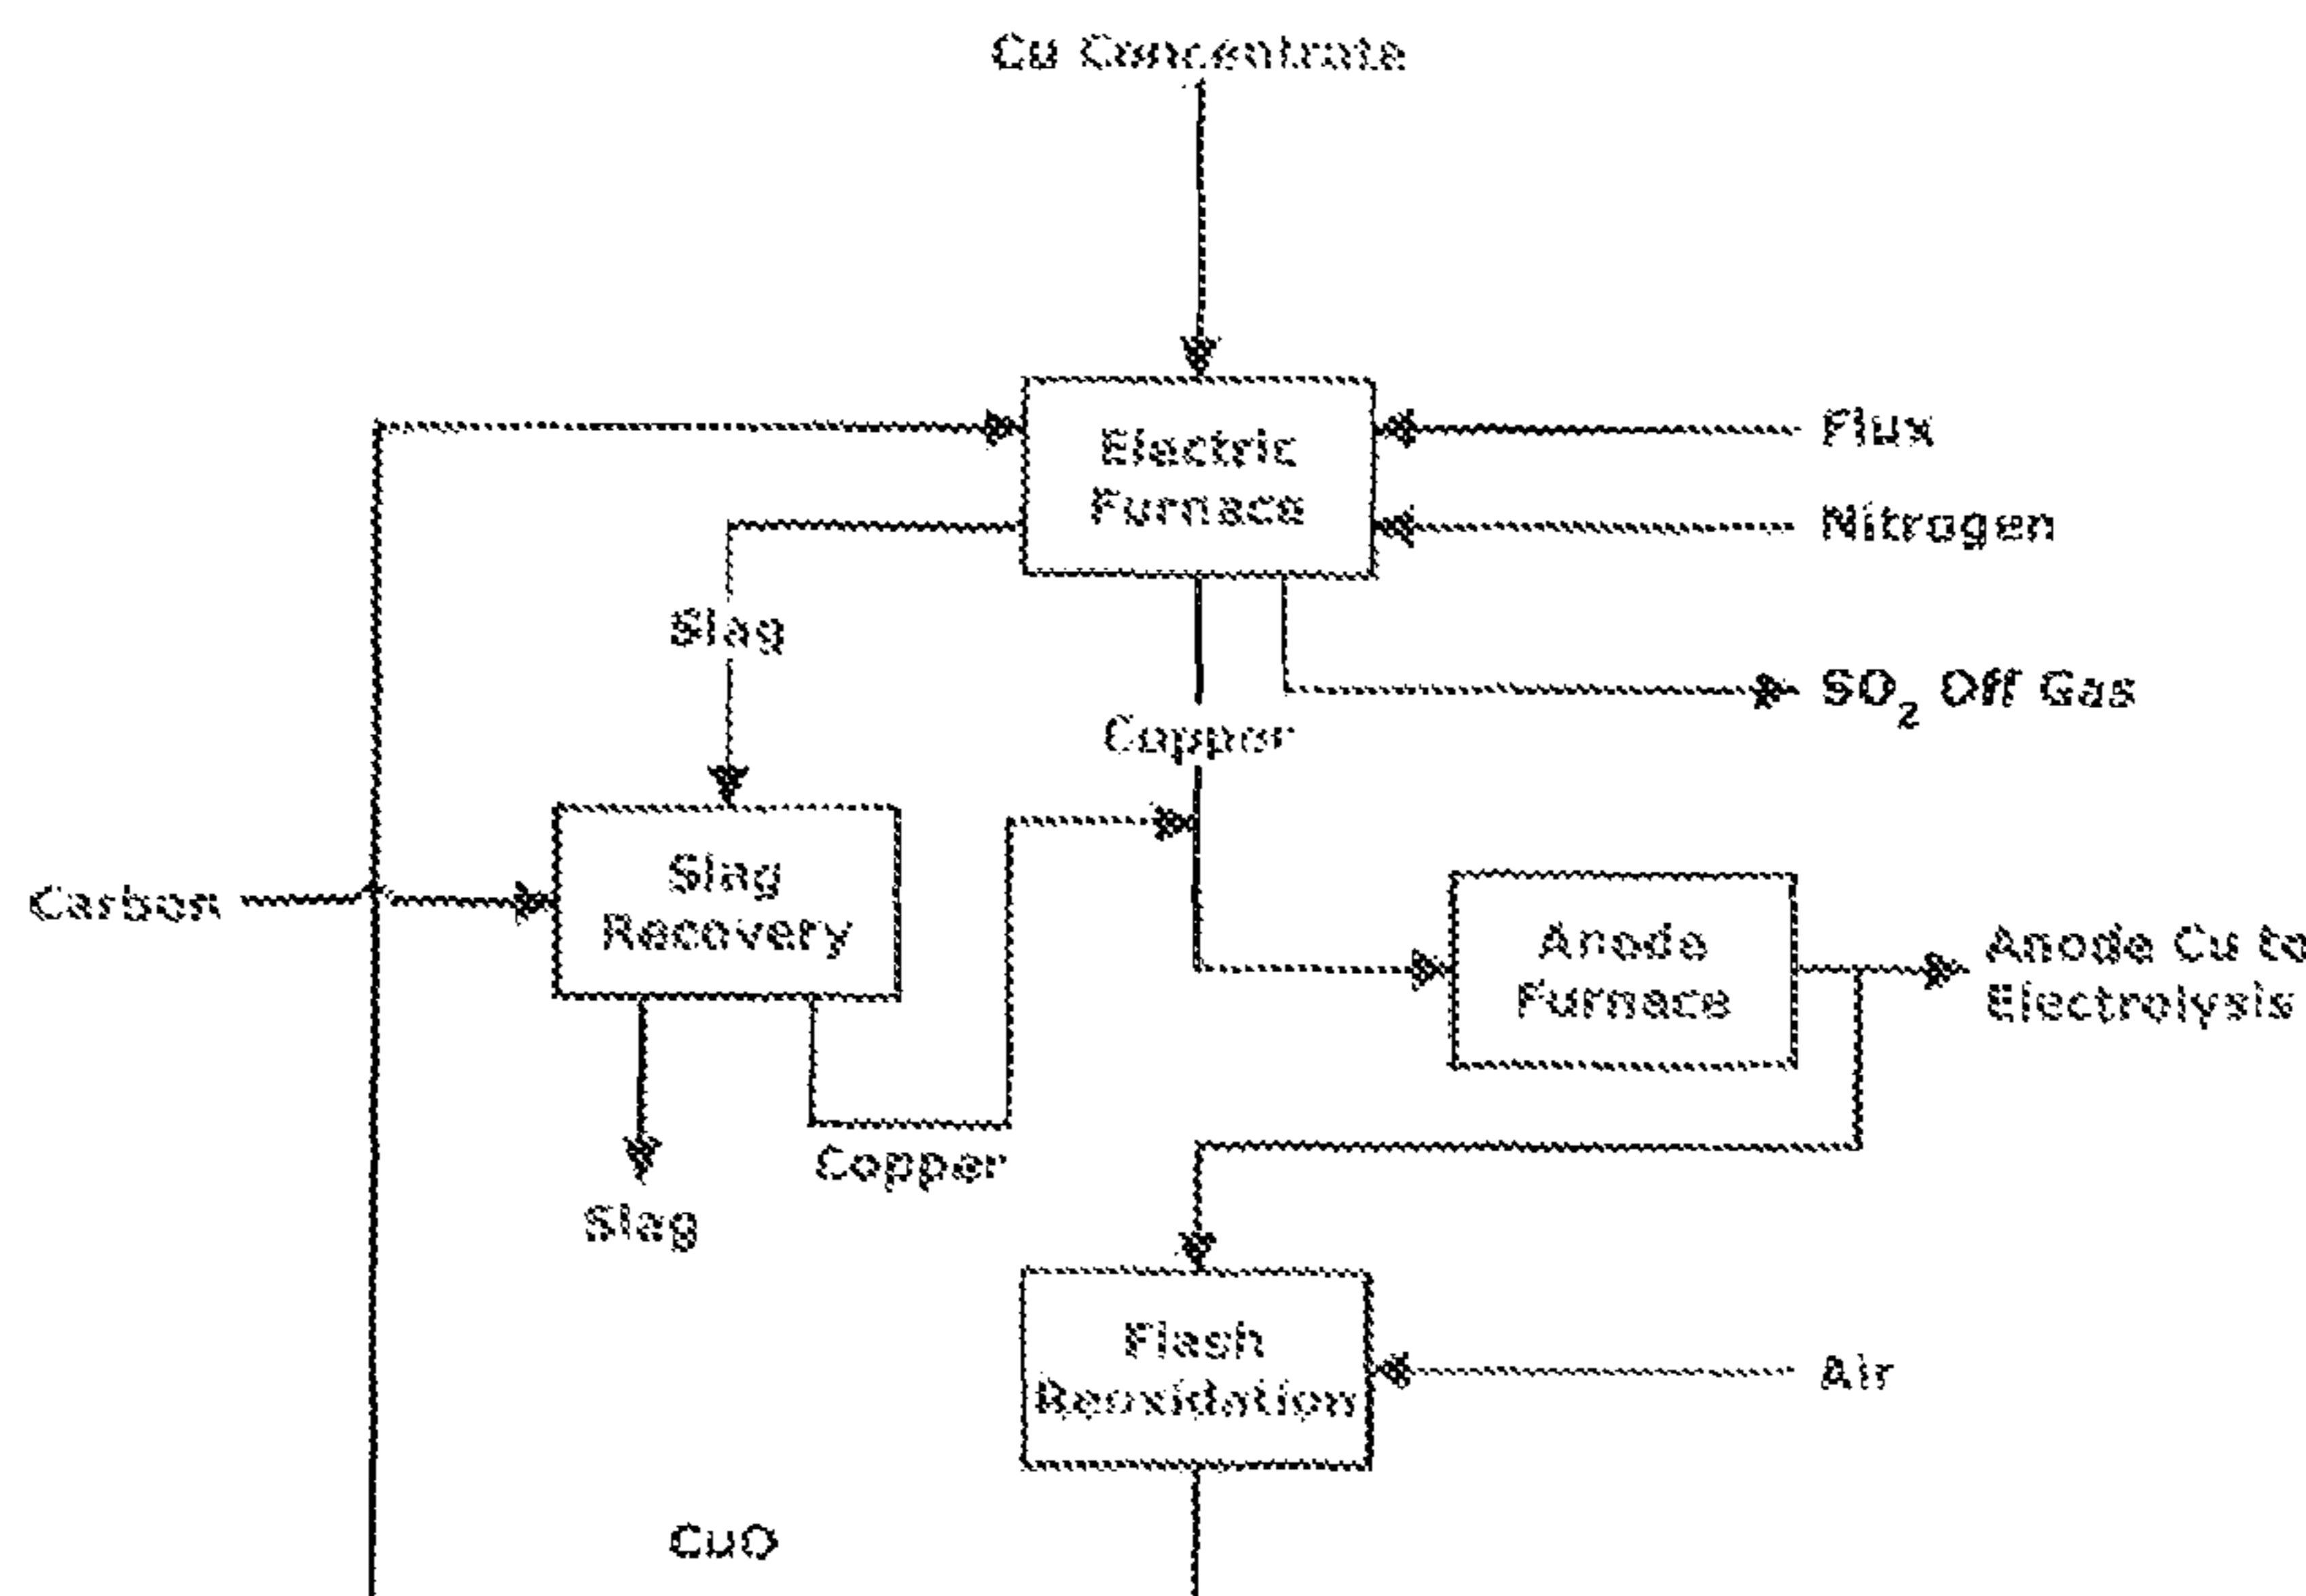 Cu Concentrate
Electric
Furnace
Flux
Nitrogen
Slag
SO₂ Off Gas
Copper
Slag
Recovery
Carbon
Anode
Furnace
Anode Cu to
Electrolysis
Copper
Slag
Flash
Reoxidation
Air
CuO